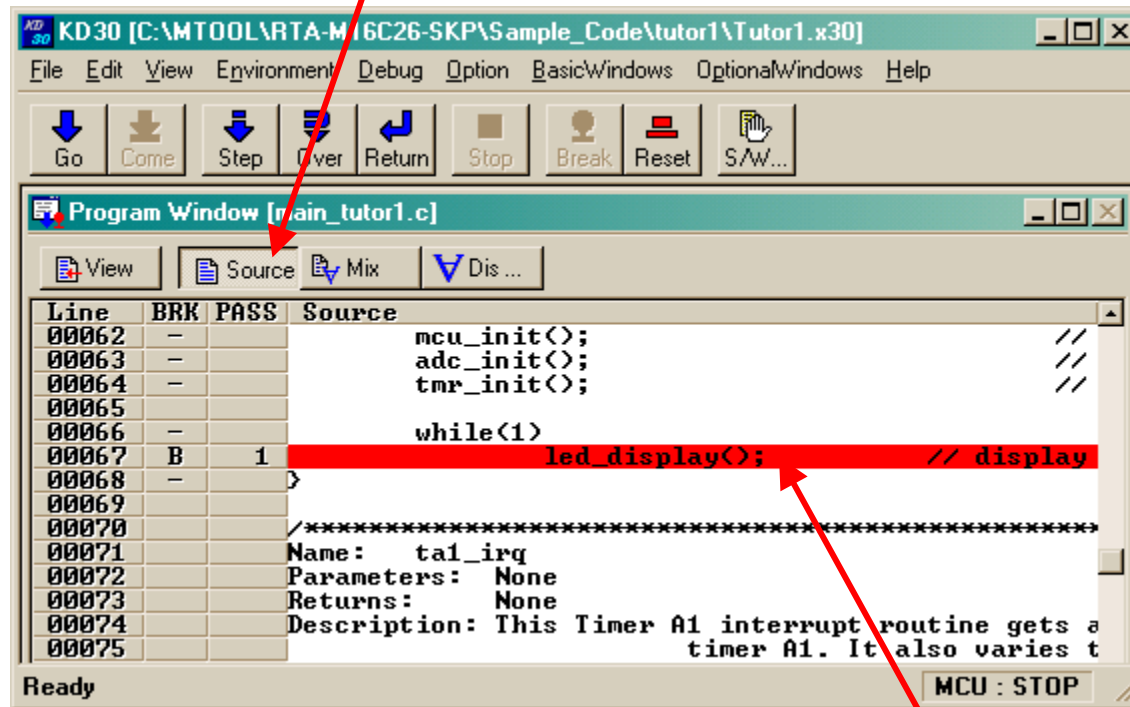 KD30 [C:\MTOOL\RTA-M16C26-SKP\Sample_Code\tutor1\Tutor1.x30]
File Edit View Environment Debug Option BasicWindows OptionalWindows Help
Go Come Step Over Return Stop Break Reset S/W...
Program Window [main_tutor1.c]
View Source Mix Dis ...
Line BRK PASS Source
00062 - mcu_init(); //
00063 - adc_init(); //
00064 - tmr_init(); //
00065
00066 - while(1)
00067 B 1 led_display(); // display
00068 - }
00069
00070 /*************************************************
00071 Name: ta1_irq
00072 Parameters: None
00073 Returns: None
00074 Description: This Timer A1 interrupt routine gets a
00075 timer A1. It also varies t
Ready MCU : STOP